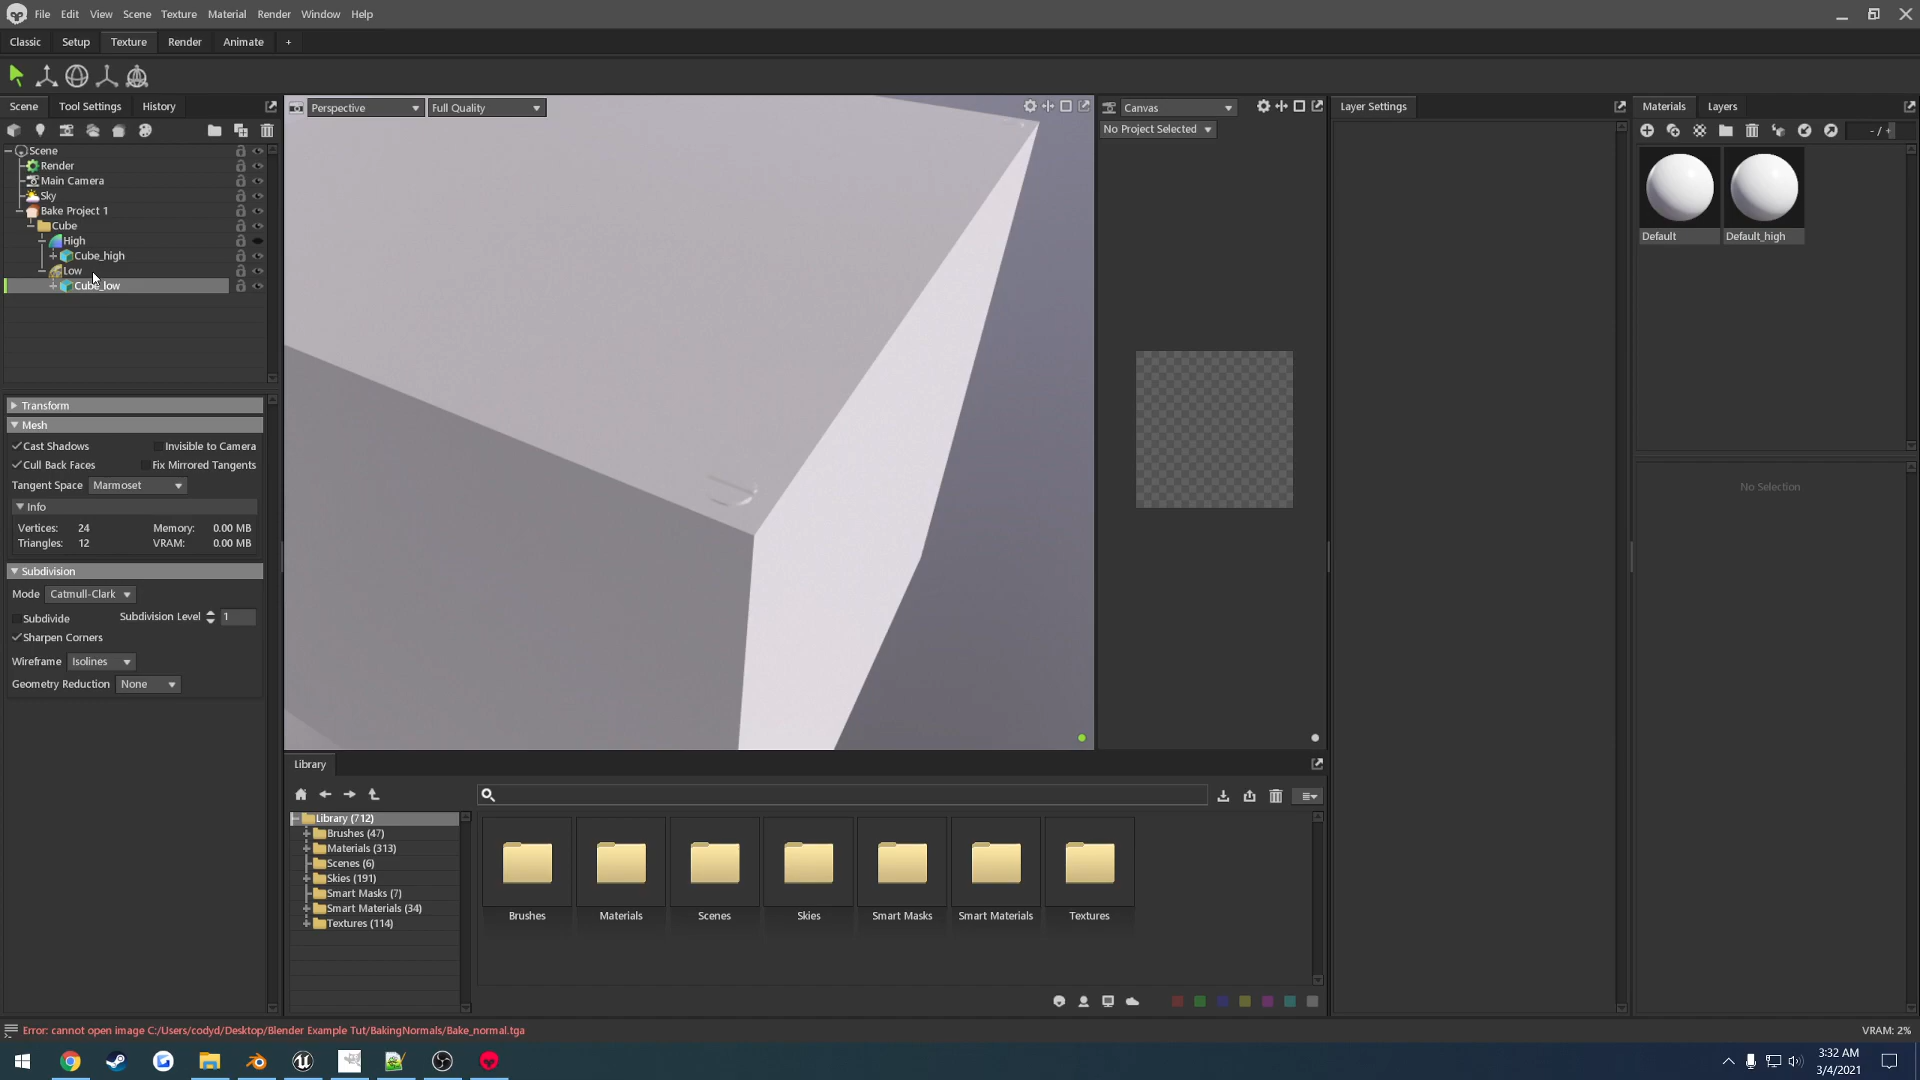 File Edit View Scene Texture Material Render Window Help
Classic Setup Texture Render Animate +
Scene Tool Settings History
Perspective Full Quality
Canvas
No Project Selected
Layer Settings
Materials Layers
- / +
Scene
Render
Main Camera
Sky
Bake Project 1
Cube
High
Cube_high
Low
Cube_low
Default Default_high
Transform
Mesh
Cast Shadows Invisible to Camera
Cull Back Faces Fix Mirrored Tangents
Tangent Space Marmoset
Info
Vertices: 24 Memory: 0.00 MB
Triangles: 12 VRAM: 0.00 MB
Subdivision
Mode Catmull-Clark
Subdivide Subdivision Level 1
Sharpen Corners
Wireframe Isolines
Geometry Reduction None
No Selection
Library
Library (712)
Brushes (47)
Materials (313)
Scenes (6)
Skies (191)
Smart Masks (7)
Smart Materials (34)
Textures (114)
Brushes Materials Scenes Skies Smart Masks Smart Materials Textures
Error: cannot open image C:/Users/codyd/Desktop/Blender Example Tut/BakingNormals/Bake_normal.tga
VRAM: 2%
3:32 AM
3/4/2021